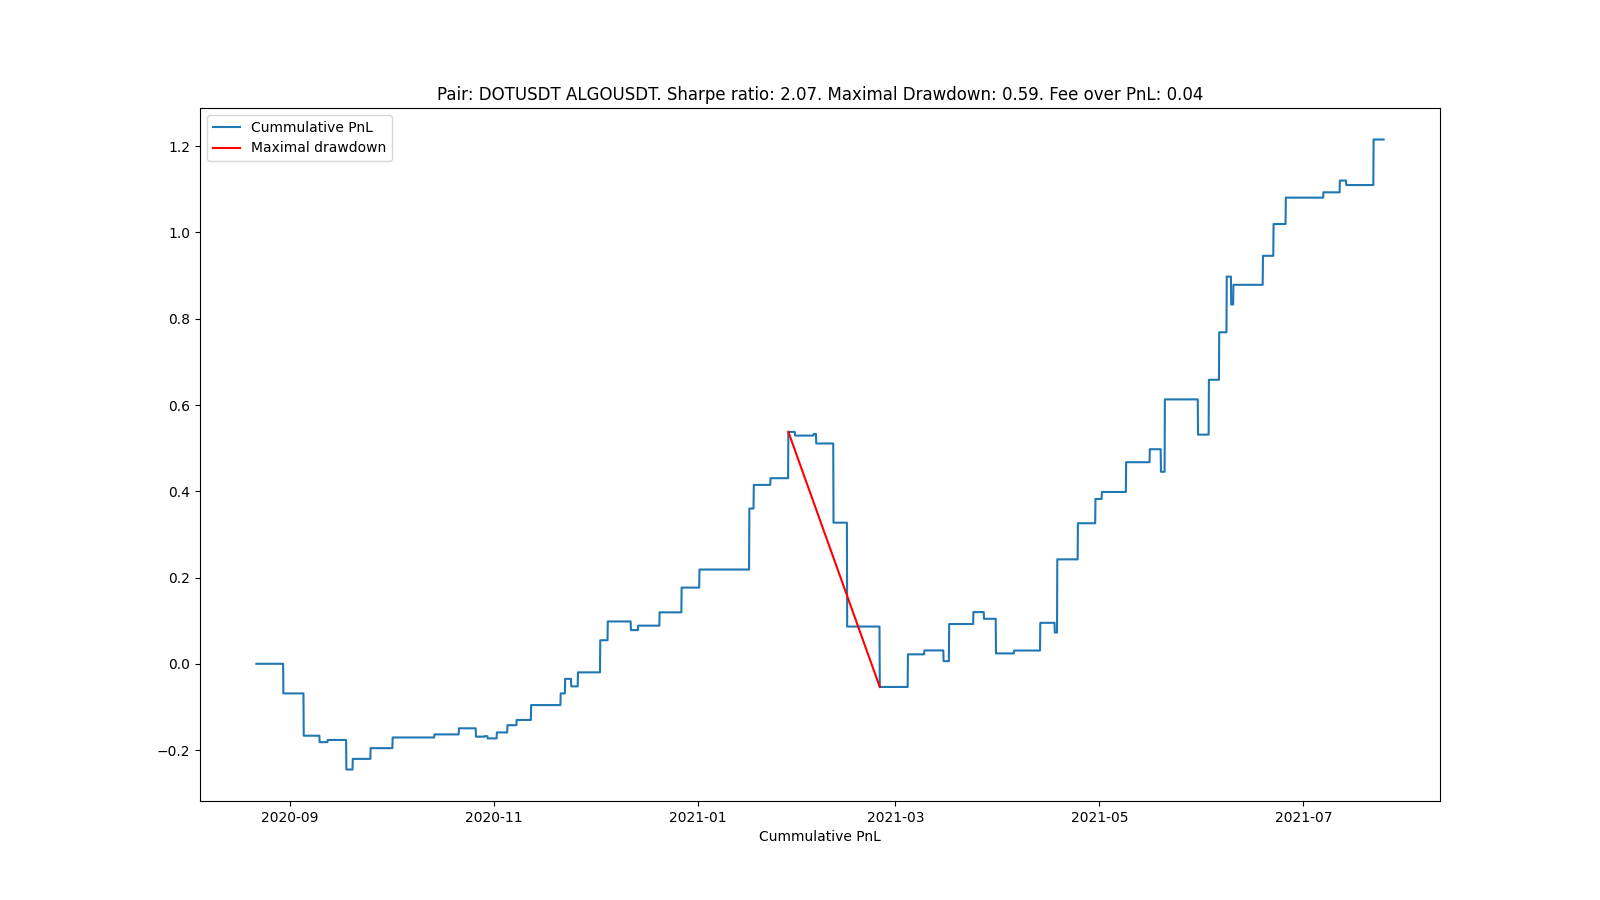 Pair: DOTUSDT ALGOUSDT. Sharpe ratio: 2.07. Maximal Drawdown: 0.59. Fee over PnL: 0.04
Cummulative PnL
Maximal drawdown
1.2
1.0
0.8
0.6
0.4
0.2
0.0
−0.2
2020-09 2020-11 2021-01 2021-03 2021-05 2021-07
Cummulative PnL